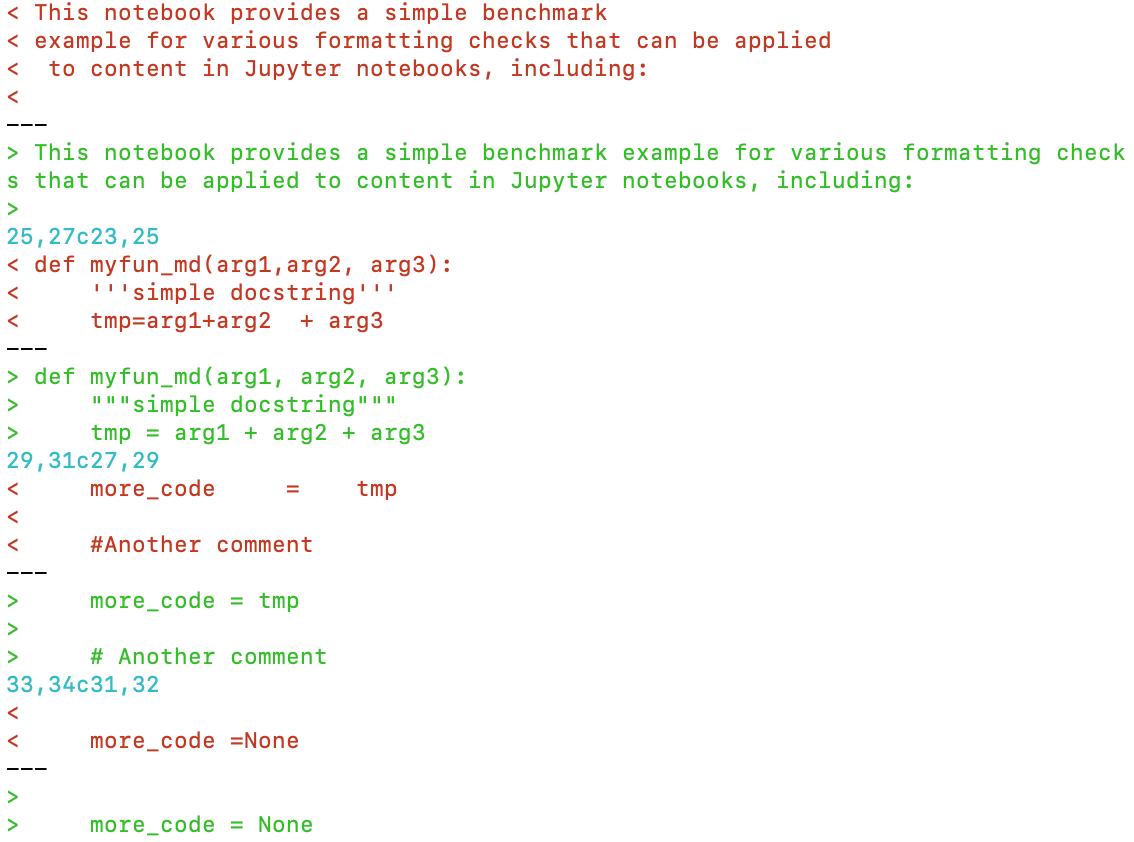 < This notebook provides a simple benchmark
< example for various formatting checks that can be applied
<  to content in Jupyter notebooks, including:
<
---
> This notebook provides a simple benchmark example for various formatting check
s that can be applied to content in Jupyter notebooks, including:
>
25,27c23,25
< def myfun_md(arg1,arg2, arg3):
<     '''simple docstring'''
<     tmp=arg1+arg2  + arg3
---
> def myfun_md(arg1, arg2, arg3):
>     """simple docstring"""
>     tmp = arg1 + arg2 + arg3
29,31c27,29
<     more_code     =    tmp
<
<     #Another comment
---
>     more_code = tmp
>
>     # Another comment
33,34c31,32
<
<     more_code =None
---
>
>     more_code = None